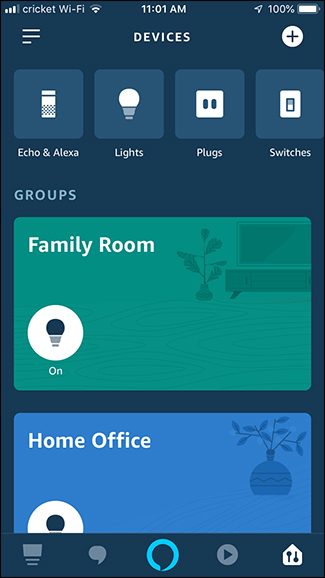 cricket Wi-Fi 11:01 AM 100%
DEVICES
Echo & Alexa Lights Plugs Switches
GROUPS
Family Room
On
Home Office